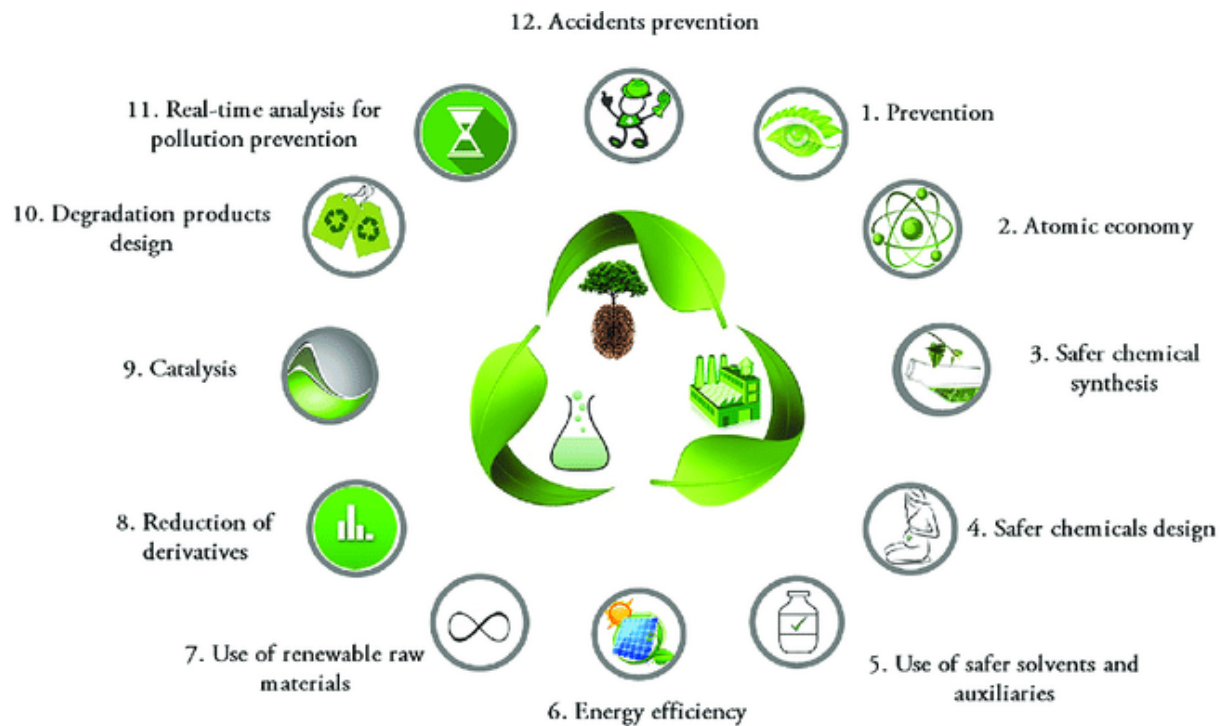 12. Accidents prevention
1. Prevention
2. Atomic economy
3. Safer chemical
synthesis
4. Safer chemicals design
5. Use of safer solvents and
auxiliaries
6. Energy efficiency
7. Use of renewable raw
materials
8. Reduction of
derivatives
9. Catalysis
10. Degradation products
design
11. Real-time analysis for
pollution prevention